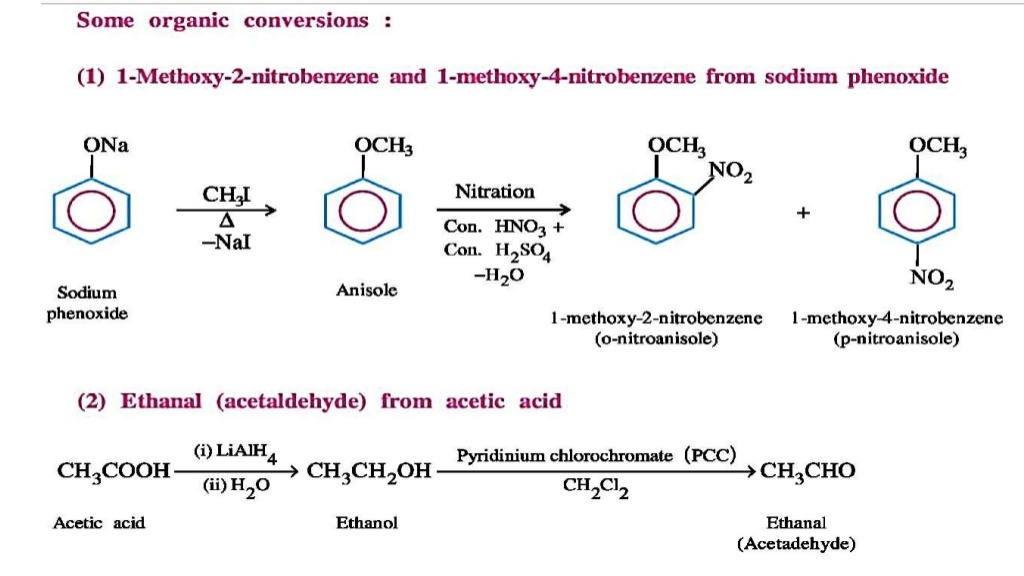 Some organic conversions :
(1) 1-Methoxy-2-nitrobenzene and 1-methoxy-4-nitrobenzene from sodium phenoxide
ONa
CH₃I
Δ
–NaI
OCH₃
Nitration
Con. HNO₃ +
Con. H₂SO₄
–H₂O
OCH₃
NO₂
+
OCH₃
NO₂
Sodium
phenoxide
Anisole
1-methoxy-2-nitrobenzene
(o-nitroanisole)
1-methoxy-4-nitrobenzene
(p-nitroanisole)
(2) Ethanal (acetaldehyde) from acetic acid
CH₃COOH
(i) LiAlH₄
(ii) H₂O
CH₃CH₂OH
Pyridinium chlorochromate (PCC)
CH₂Cl₂
CH₃CHO
Acetic acid
Ethanol
Ethanal
(Acetadehyde)